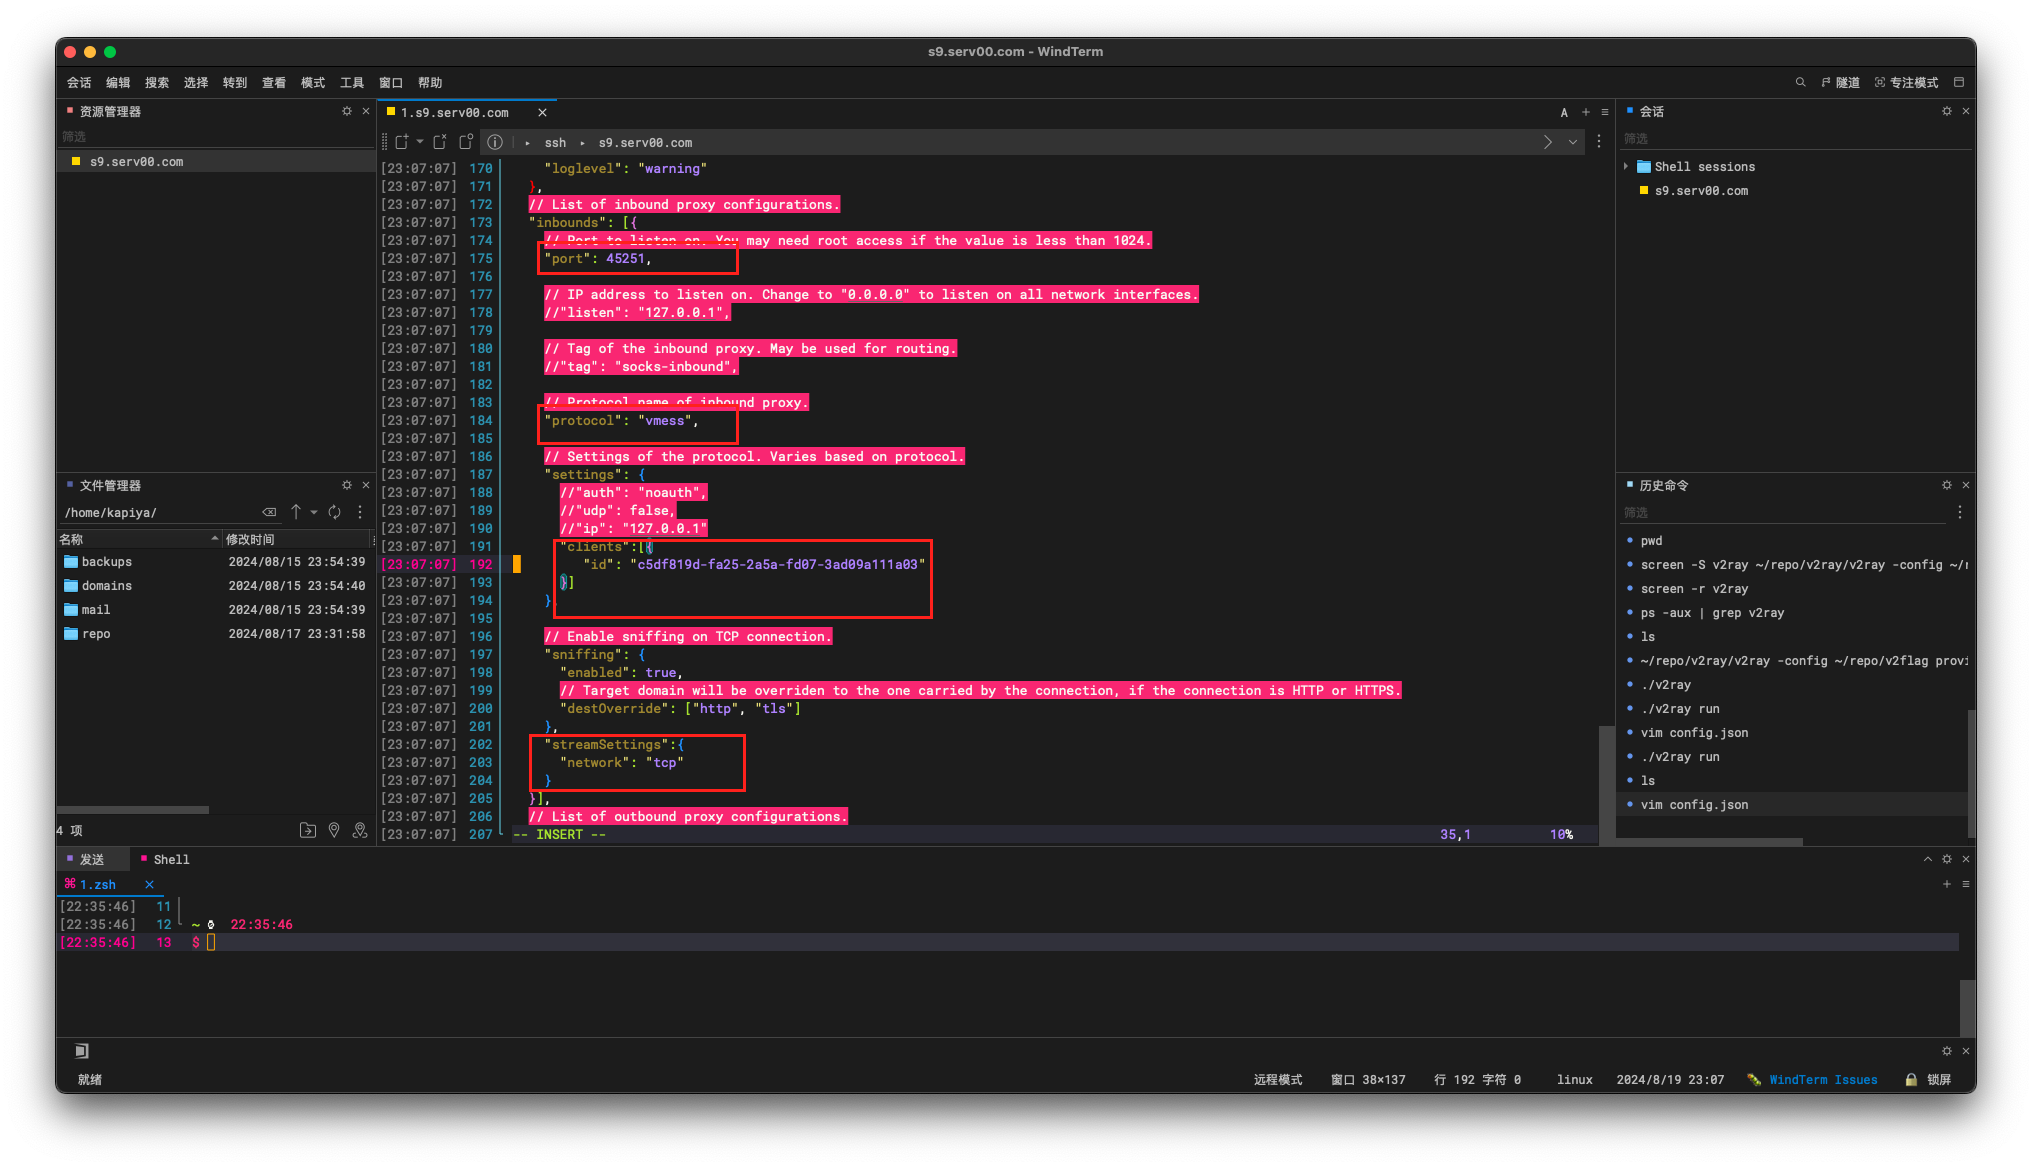 s9.serv00.com - WindTerm
会话 编辑 搜索 选择 转到 查看 模式 工具 窗口 帮助
隧道 专注模式
资源管理器
筛选
s9.serv00.com
1.s9.serv00.com
A
ssh s9.serv00.com
[23:07:07] 170 "loglevel": "warning"
[23:07:07] 171 },
[23:07:07] 172 // List of inbound proxy configurations.
[23:07:07] 173 "inbounds": [{
[23:07:07] 174 // Port to listen on. You may need root access if the value is less than 1024.
[23:07:07] 175 "port": 45251,
[23:07:07] 176
[23:07:07] 177 // IP address to listen on. Change to "0.0.0.0" to listen on all network interfaces.
[23:07:07] 178 //"listen": "127.0.0.1",
[23:07:07] 179
[23:07:07] 180 // Tag of the inbound proxy. May be used for routing.
[23:07:07] 181 //"tag": "socks-inbound",
[23:07:07] 182
[23:07:07] 183 // Protocol name of inbound proxy.
[23:07:07] 184 "protocol": "vmess",
[23:07:07] 185
[23:07:07] 186 // Settings of the protocol. Varies based on protocol.
[23:07:07] 187 "settings": {
[23:07:07] 188 //"auth": "noauth",
[23:07:07] 189 //"udp": false,
[23:07:07] 190 //"ip": "127.0.0.1"
[23:07:07] 191 "clients":[{
[23:07:07] 192 "id": "c5df819d-fa25-2a5a-fd07-3ad09a111a03"
[23:07:07] 193 }]
[23:07:07] 194 }
[23:07:07] 195
[23:07:07] 196 // Enable sniffing on TCP connection.
[23:07:07] 197 "sniffing": {
[23:07:07] 198 "enabled": true,
[23:07:07] 199 // Target domain will be overriden to the one carried by the connection, if the connection is HTTP or HTTPS.
[23:07:07] 200 "destOverride": ["http", "tls"]
[23:07:07] 201 },
[23:07:07] 202 "streamSettings":{
[23:07:07] 203 "network": "tcp"
[23:07:07] 204 }
[23:07:07] 205 }],
[23:07:07] 206 // List of outbound proxy configurations.
[23:07:07] 207 -- INSERT -- 35,1 10%
会话
筛选
Shell sessions
s9.serv00.com
文件管理器
/home/kapiya/
名称 修改时间
backups 2024/08/15 23:54:39
domains 2024/08/15 23:54:40
mail 2024/08/15 23:54:39
repo 2024/08/17 23:31:58
4 项
历史命令
筛选
pwd
screen -S v2ray ~/repo/v2ray/v2ray -config ~/r
screen -r v2ray
ps -aux | grep v2ray
ls
~/repo/v2ray/v2ray -config ~/repo/v2flag provi
./v2ray
./v2ray run
vim config.json
./v2ray run
ls
vim config.json
发送 Shell
1.zsh
[22:35:46] 11
[22:35:46] 12 ~ 22:35:46
[22:35:46] 13 $
就绪
远程模式 窗口 38×137 行 192 字符 0 linux 2024/8/19 23:07 WindTerm Issues 锁屏